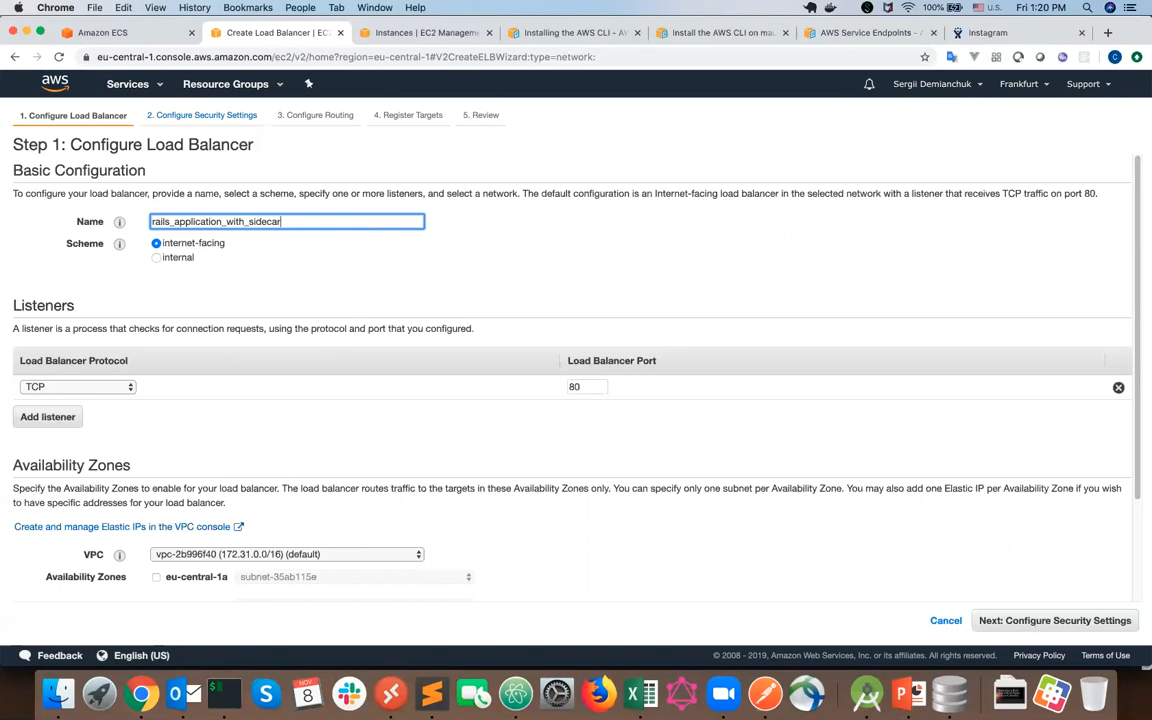 Chrome File Edit View History Bookmarks People Tab Window Help
100% U.S. Fri 1:20 PM
Amazon ECS
Create Load Balancer | EC2
Instances | EC2 Manageme
Installing the AWS CLI - AW
Install the AWS CLI on mac
AWS Service Endpoints - A
Instagram
eu-central-1.console.aws.amazon.com/ec2/v2/home?region=eu-central-1#V2CreateELBWizard:type=network:
aws Services Resource Groups Sergii Demianchuk Frankfurt Support
1. Configure Load Balancer 2. Configure Security Settings 3. Configure Routing 4. Register Targets 5. Review
Step 1: Configure Load Balancer
Basic Configuration
To configure your load balancer, provide a name, select a scheme, specify one or more listeners, and select a network. The default configuration is an Internet-facing load balancer in the selected network with a listener that receives TCP traffic on port 80.
Name rails_application_with_sidecar
Scheme internet-facing
internal
Listeners
A listener is a process that checks for connection requests, using the protocol and port that you configured.
Load Balancer Protocol Load Balancer Port
TCP 80
Add listener
Availability Zones
Specify the Availability Zones to enable for your load balancer. The load balancer routes traffic to the targets in these Availability Zones only. You can specify only one subnet per Availability Zone. You may also add one Elastic IP per Availability Zone if you wish
to have specific addresses for your load balancer.
Create and manage Elastic IPs in the VPC console
VPC vpc-2b996f40 (172.31.0.0/16) (default)
Availability Zones eu-central-1a subnet-35ab115e
Cancel Next: Configure Security Settings
Feedback English (US) © 2008 - 2019, Amazon Web Services, Inc. or its affiliates. All rights reserved. Privacy Policy Terms of Use
NOV
8